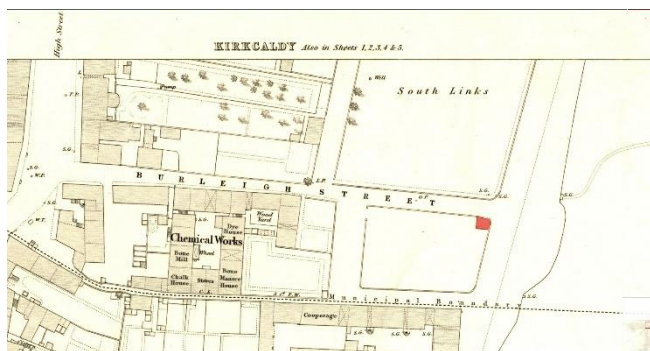 KIRKCALDY Also in Sheets 1, 2, 3, 4 & 5.
High Street
Pump
M.H
South Links
F.P.
S.G.
BURLEIGH STREET
L.P.
G.P
S.G.
S.G.
W.P.
S.G.
Wood Yard
Dye House
Chemical Works
Bone Mill
Wheel
Chalk House
Stores
Bone Manure House
Municipal Boundary
S.G.
Cooperage
S.G.
S.G.